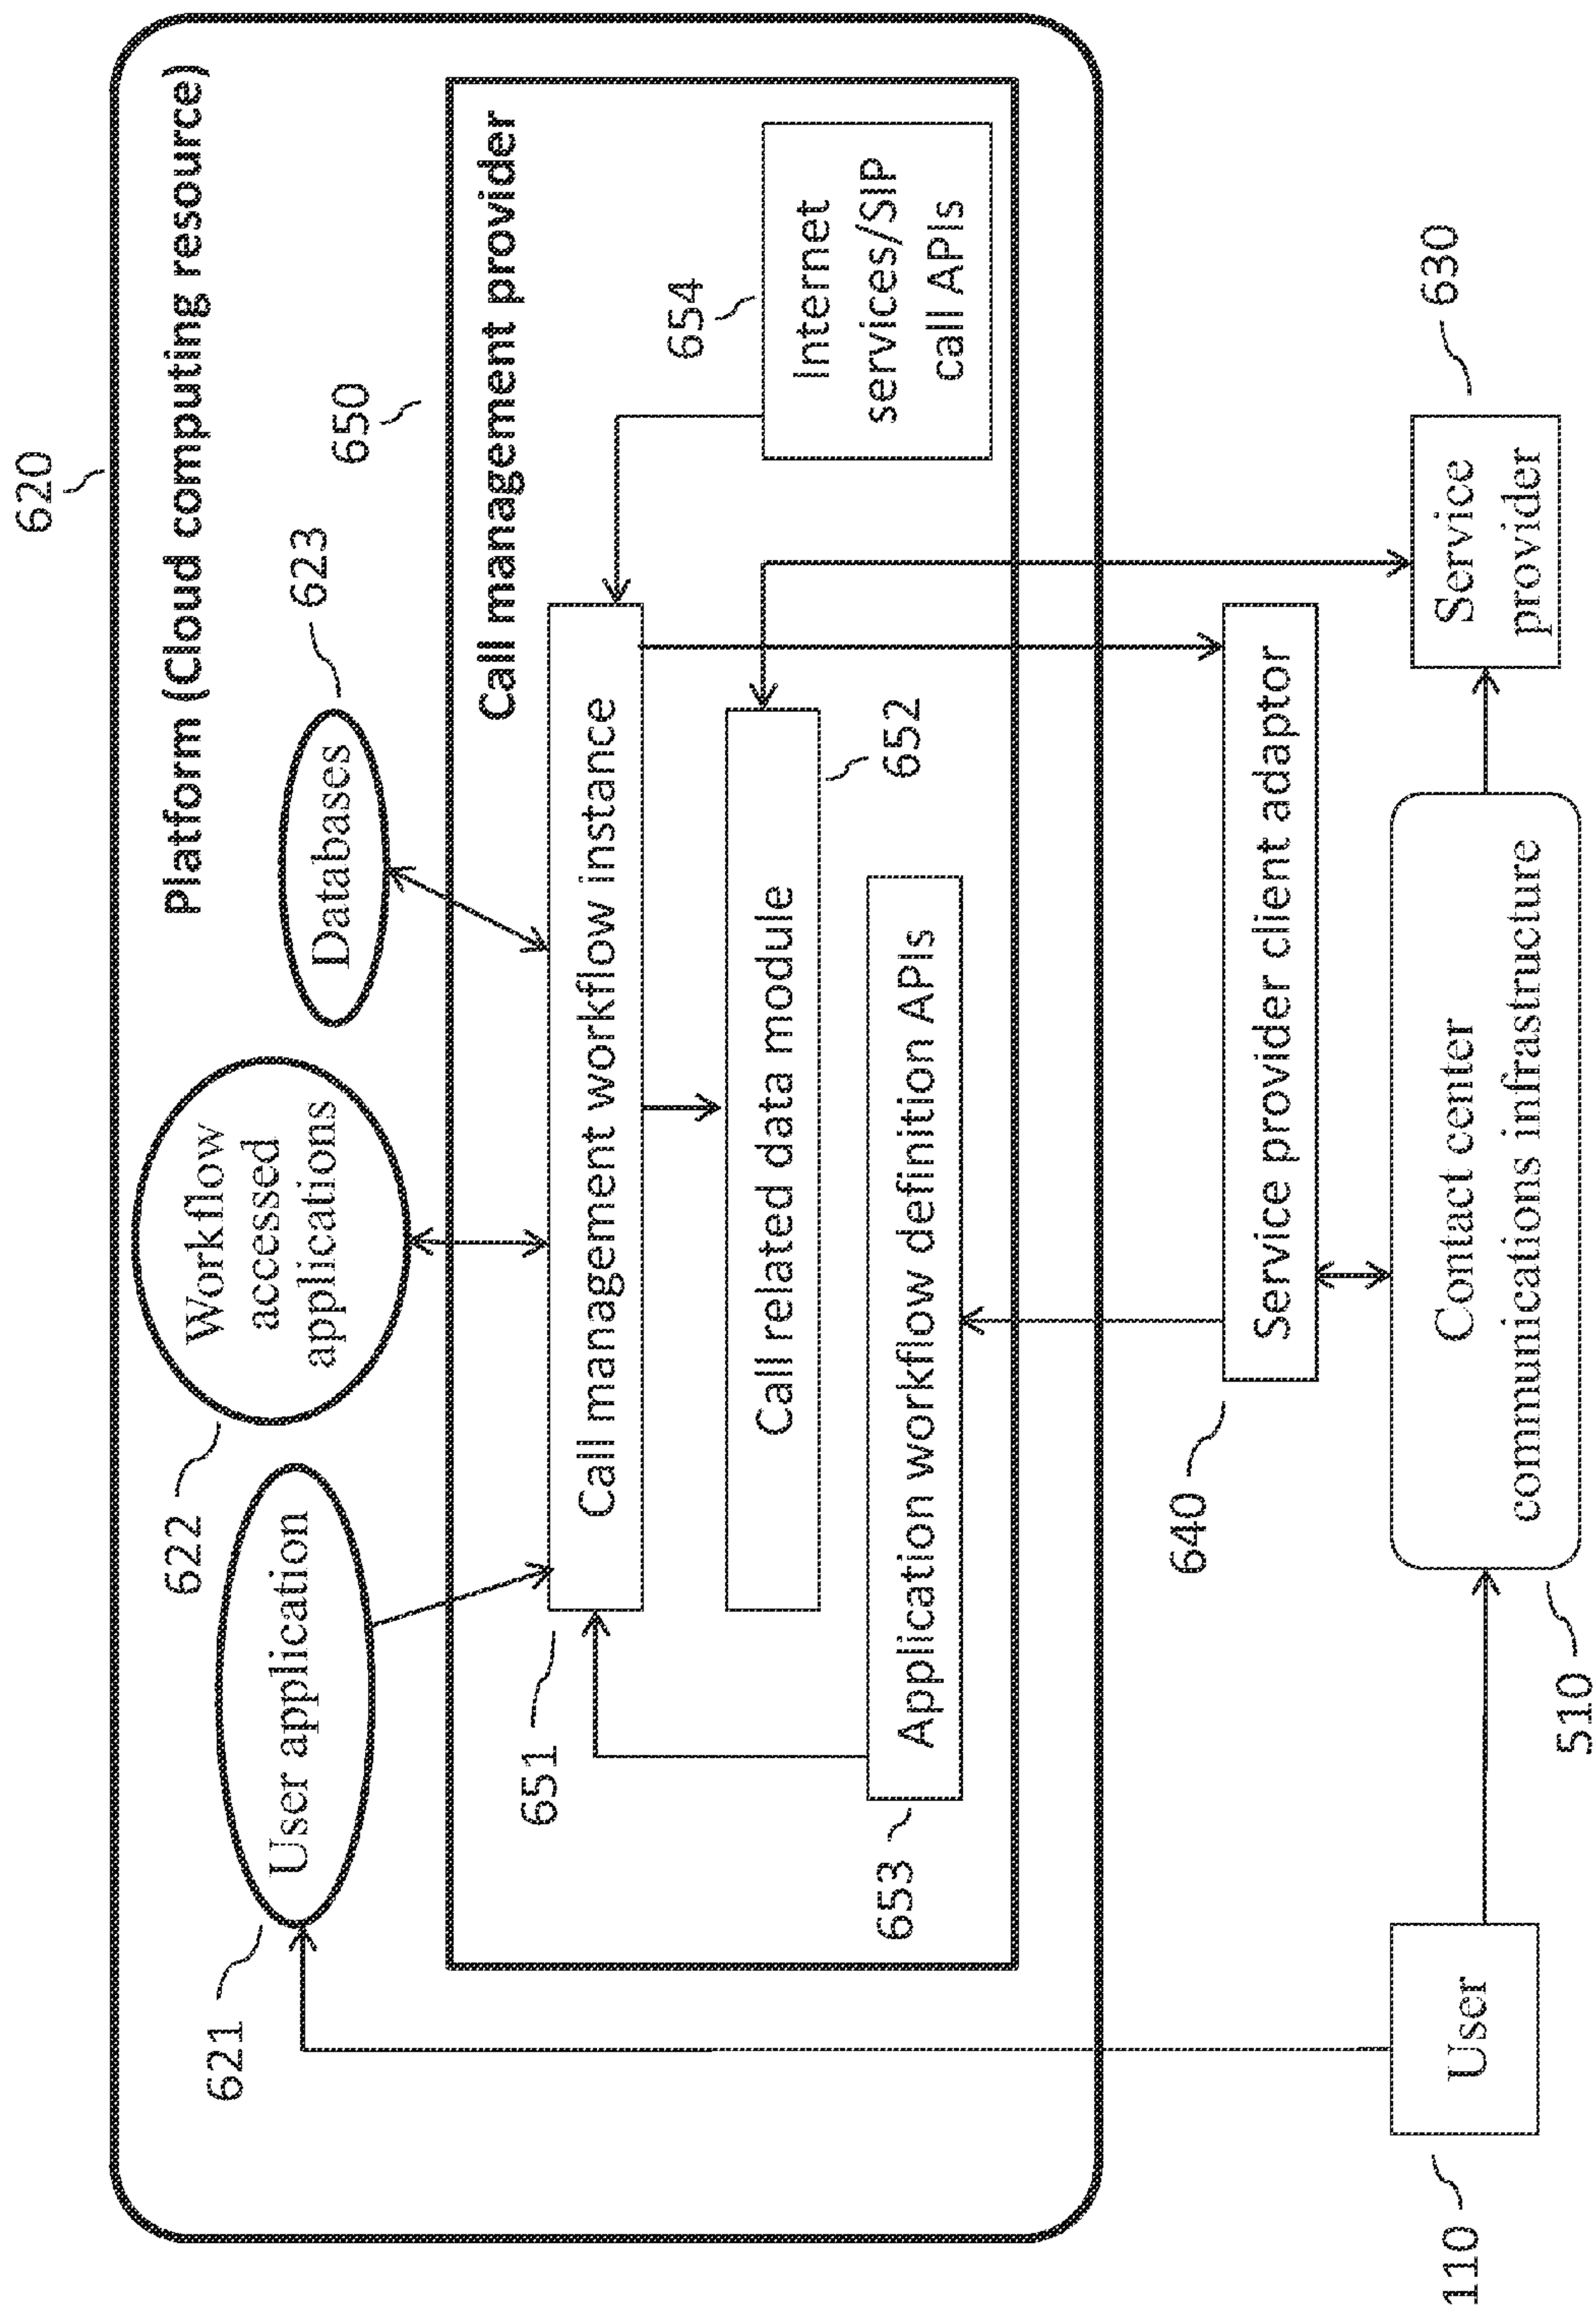 620
Platform (Cloud computing resource)
622
Workflow
accessed
applications
621
User application
623
Databases
650
Call management provider
651
Call management workflow instance
654
Internet
services/SIP
call APIs
Call related data module
652
653
Application workflow definition APIs
640
Service provider client adaptor
110
User
510
Contact center
communications infrastructure
Service
provider
630